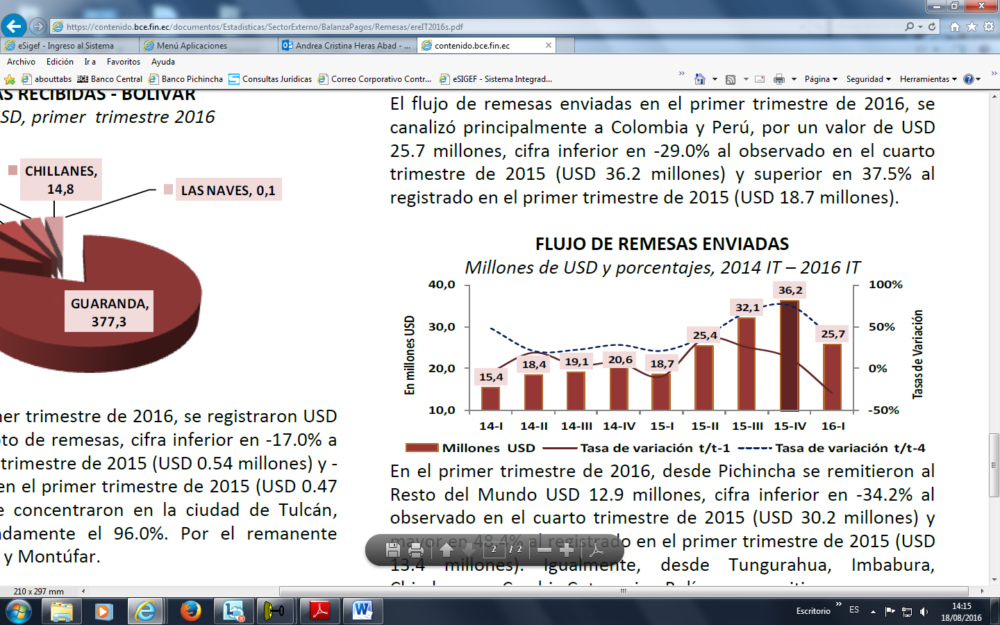 https://contenido.bce.fin.ec/documentos/Estadisticas/SectorExterno/BalanzaPagos/Remesas/ereIT2016s.pdf
eSigef - Ingreso al Sistema
Menú Aplicaciones
Andrea Cristina Heras Abad - ...
contenido.bce.fin.ec
Archivo Edición Ir a Favoritos Ayuda
abouttabs BCE Banco Central Banco Pichincha Consultas Jurídicas Correo Corporativo Contr... eSIGEF - Sistema Integrad... Página Seguridad Herramientas
AS RECIBIDAS - BOLIVAR
SD, primer trimestre 2016
CHILLANES,
14,8
LAS NAVES, 0,1
GUARANDA,
377,3
mer trimestre de 2016, se registraron USD
oto de remesas, cifra inferior en -17.0% a
trimestre de 2015 (USD 0.54 millones) y -
en el primer trimestre de 2015 (USD 0.47
e concentraron en la ciudad de Tulcán,
adamente el 96.0%. Por el remanente
y Montúfar.
El flujo de remesas enviadas en el primer trimestre de 2016, se
canalizó principalmente a Colombia y Perú, por un valor de USD
25.7 millones, cifra inferior en -29.0% al observado en el cuarto
trimestre de 2015 (USD 36.2 millones) y superior en 37.5% al
registrado en el primer trimestre de 2015 (USD 18.7 millones).
FLUJO DE REMESAS ENVIADAS
Millones de USD y porcentajes, 2014 IT – 2016 IT
En millones USD
40,0
30,0
20,0
10,0
15,4 18,4 19,1 20,6 18,7 25,4 32,1 36,2 25,7
100%
50%
0%
-50%
Tasas de Variación
14-I 14-II 14-III 14-IV 15-I 15-II 15-III 15-IV 16-I
Millones USD Tasa de variación t/t-1 Tasa de variación t/t-4
En el primer trimestre de 2016, desde Pichincha se remitieron al
Resto del Mundo USD 12.9 millones, cifra inferior en -34.2% al
observado en el cuarto trimestre de 2015 (USD 30.2 millones) y
mayor en 48.4% al registrado en el primer trimestre de 2015 (USD
13.4 millones). Igualmente, desde Tungurahua, Imbabura,
2 / 2
210 x 297 mm
Escritorio
ES
14:15
18/08/2016